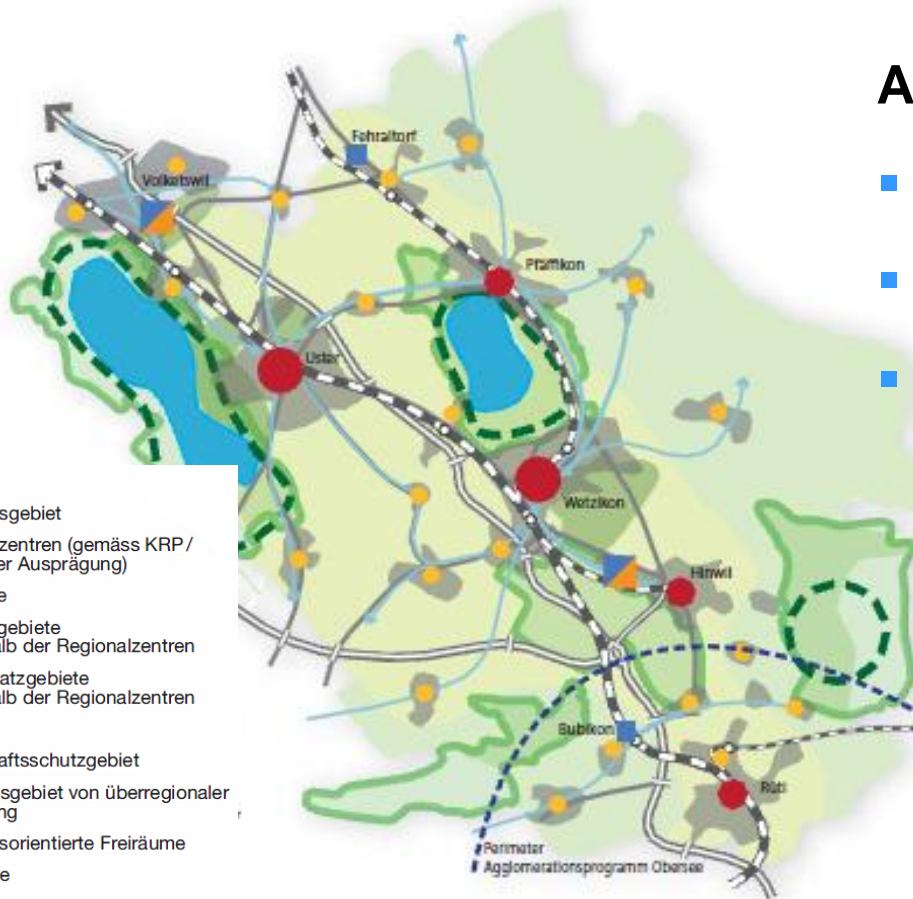 A
Fehraltorf
Volketswil
Pfäffikon
Uster
Wetzikon
Hinwil
Bubikon
Rüti
Perimeter
Agglomerationsprogramm Obersee
sgebiet
zentren (gemäss KRP/
er Ausprägung)
e
gebiete
alb der Regionalzentren
atzgebiete
alb der Regionalzentren
aftsschutzgebiet
sgebiet von überregionaler
ng
sorientierte Freiräume
e